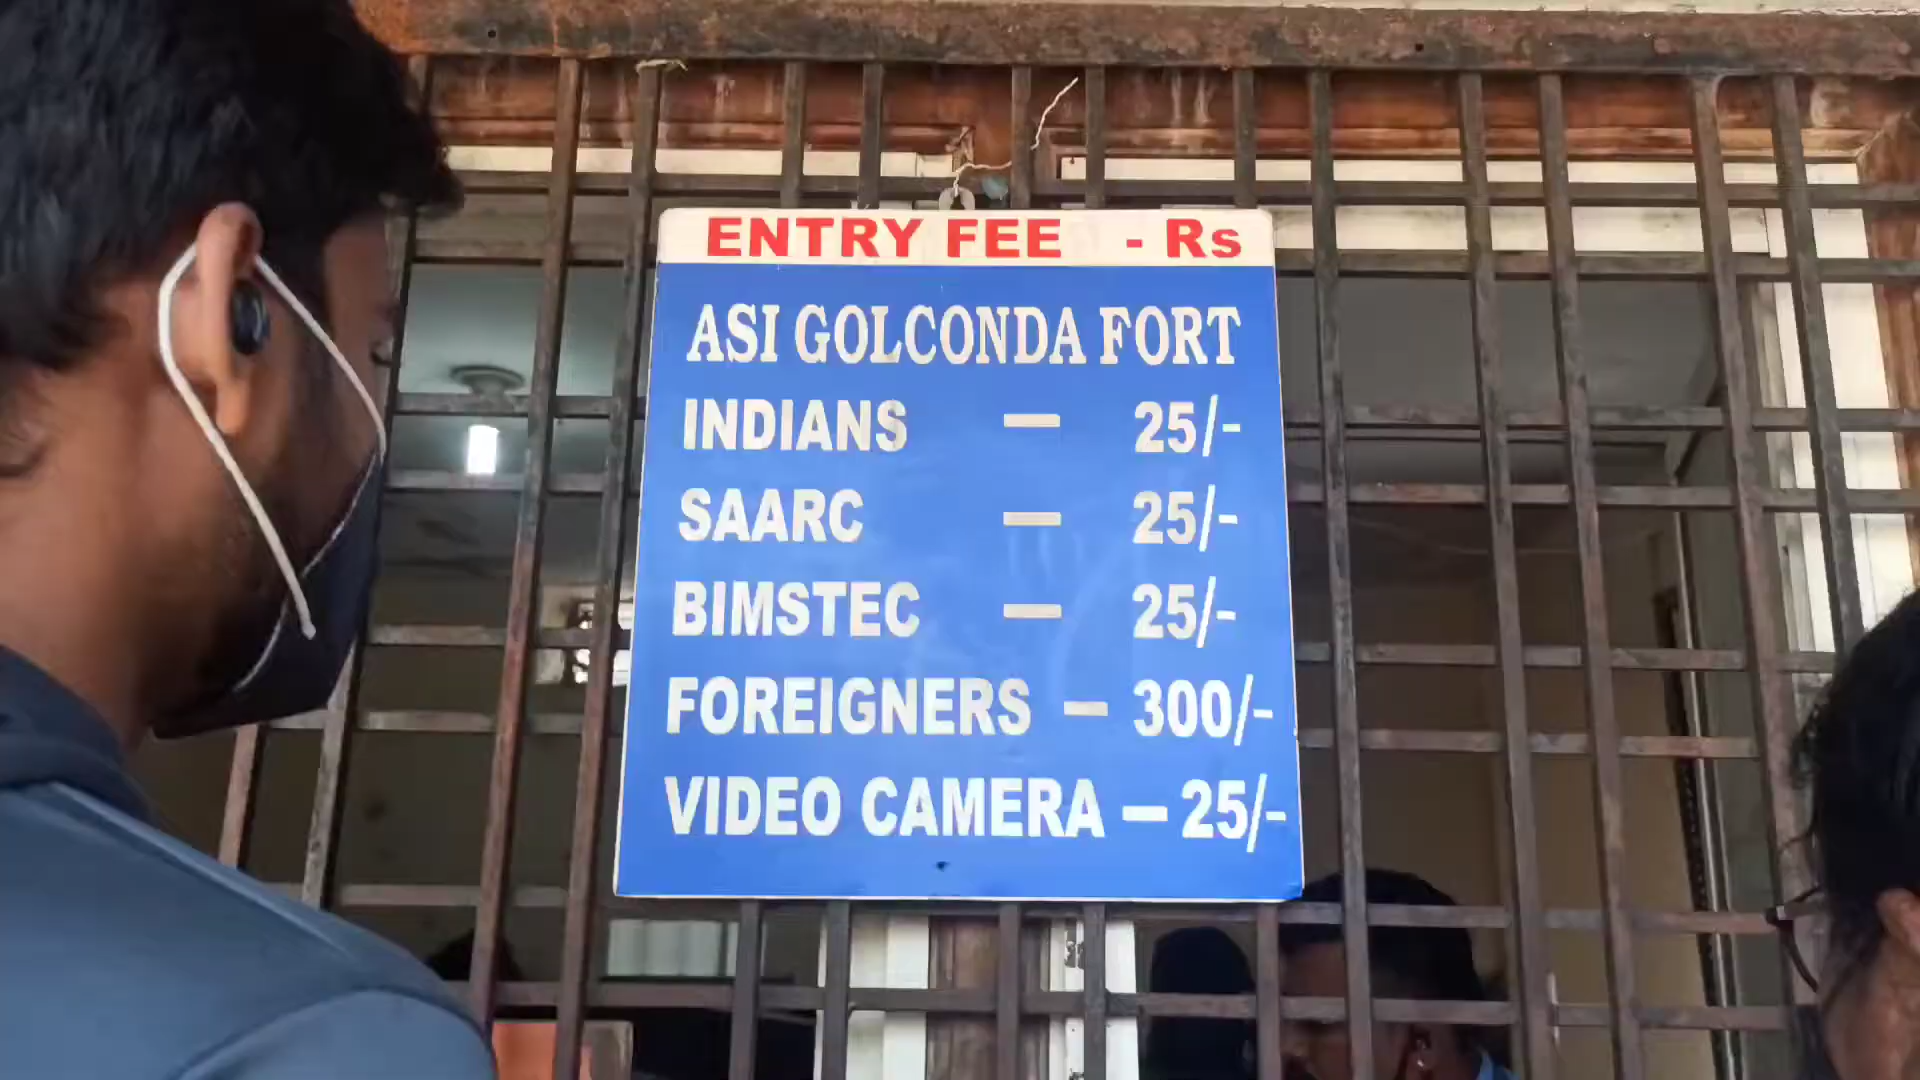 ENTRY FEE - Rs
ASI GOLCONDA FORT
INDIANS — 25/-
SAARC — 25/-
BIMSTEC — 25/-
FOREIGNERS — 300/-
VIDEO CAMERA — 25/-